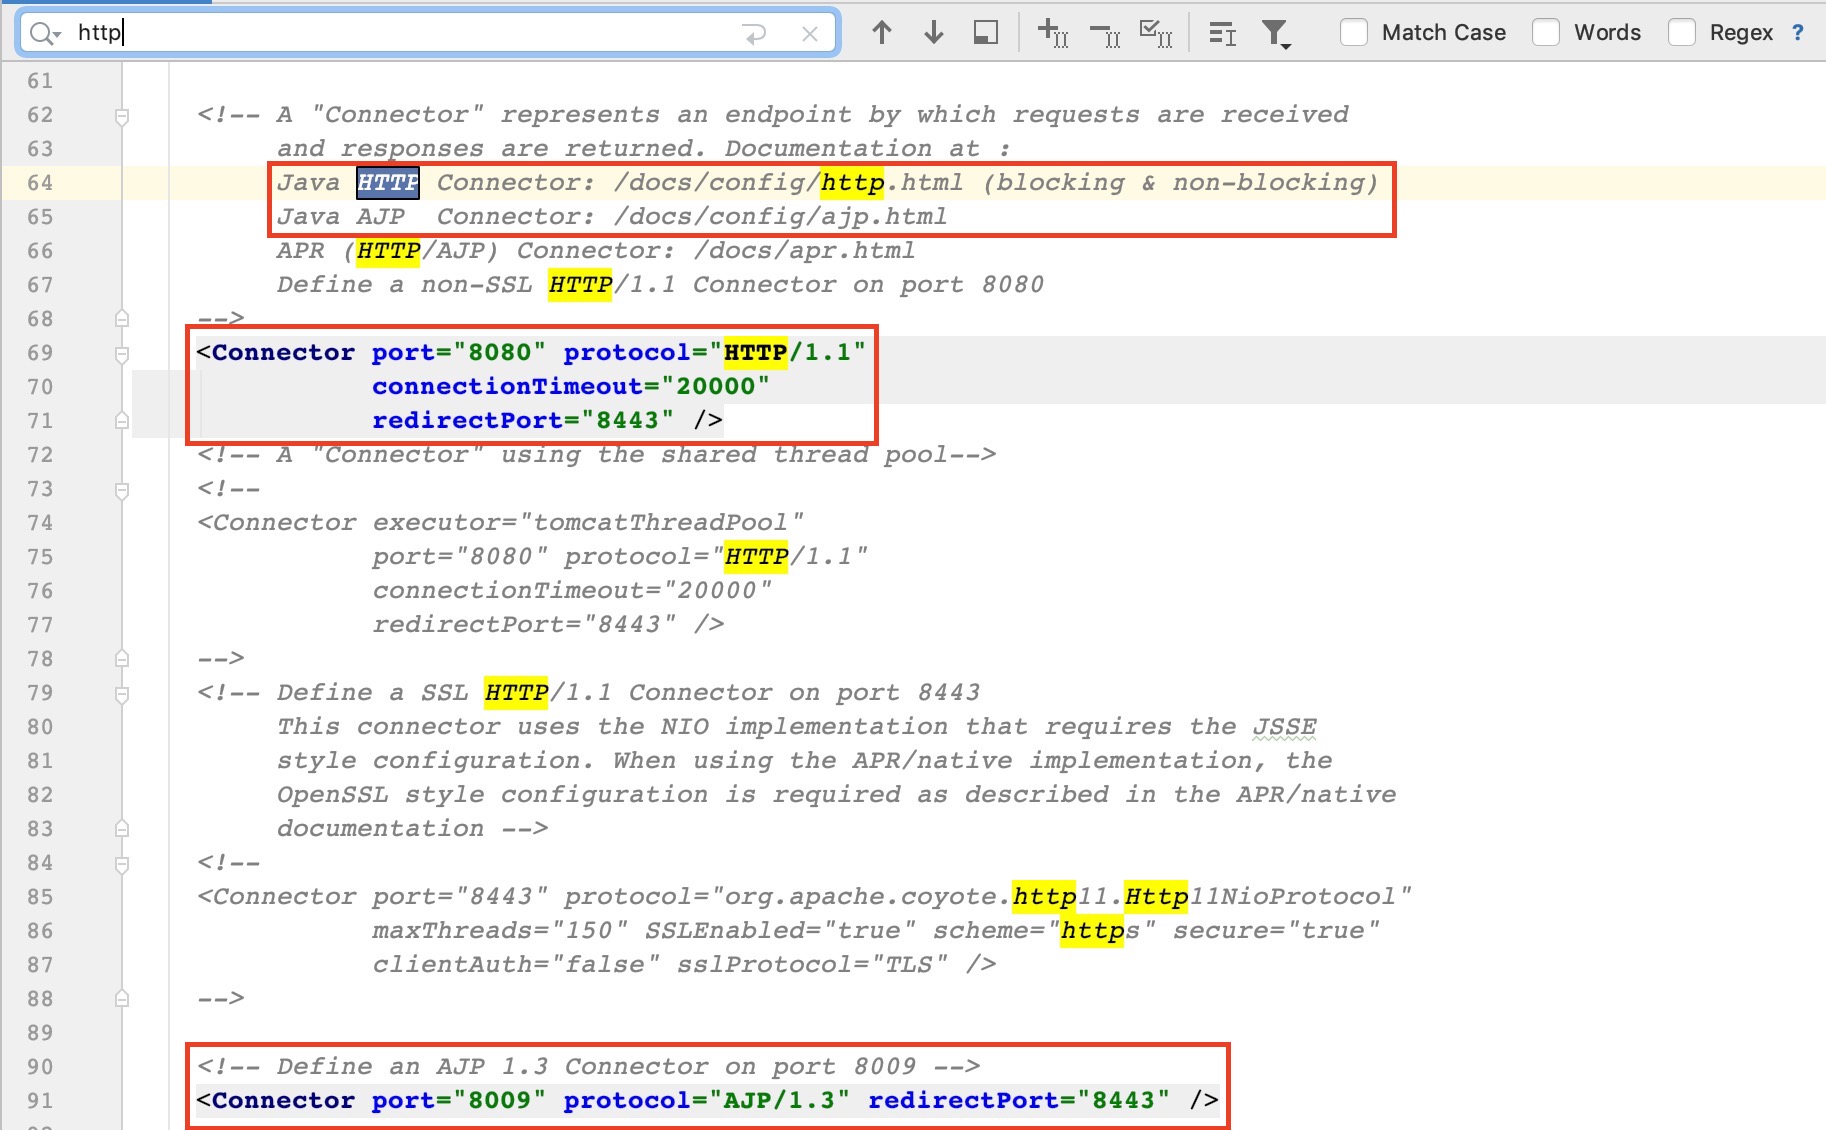 http
Match Case Words Regex ?
61
62 <!-- A "Connector" represents an endpoint by which requests are received
63 and responses are returned. Documentation at :
64 Java HTTP Connector: /docs/config/http.html (blocking & non-blocking)
65 Java AJP  Connector: /docs/config/ajp.html
66 APR (HTTP/AJP) Connector: /docs/apr.html
67 Define a non-SSL HTTP/1.1 Connector on port 8080
68 -->
69 <Connector port="8080" protocol="HTTP/1.1"
70 connectionTimeout="20000"
71 redirectPort="8443" />
72 <!-- A "Connector" using the shared thread pool-->
73 <!--
74 <Connector executor="tomcatThreadPool"
75 port="8080" protocol="HTTP/1.1"
76 connectionTimeout="20000"
77 redirectPort="8443" />
78 -->
79 <!-- Define a SSL HTTP/1.1 Connector on port 8443
80 This connector uses the NIO implementation that requires the JSSE
81 style configuration. When using the APR/native implementation, the
82 OpenSSL style configuration is required as described in the APR/native
83 documentation -->
84 <!--
85 <Connector port="8443" protocol="org.apache.coyote.http11.Http11NioProtocol"
86 maxThreads="150" SSLEnabled="true" scheme="https" secure="true"
87 clientAuth="false" sslProtocol="TLS" />
88 -->
89
90 <!-- Define an AJP 1.3 Connector on port 8009 -->
91 <Connector port="8009" protocol="AJP/1.3" redirectPort="8443" />